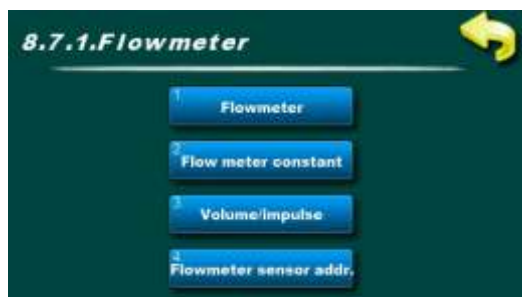 8.7.1.Flowmeter
1.
Flowmeter
2.
Flow meter constant
3.
Volume/impulse
4.
Flowmeter sensor addr.